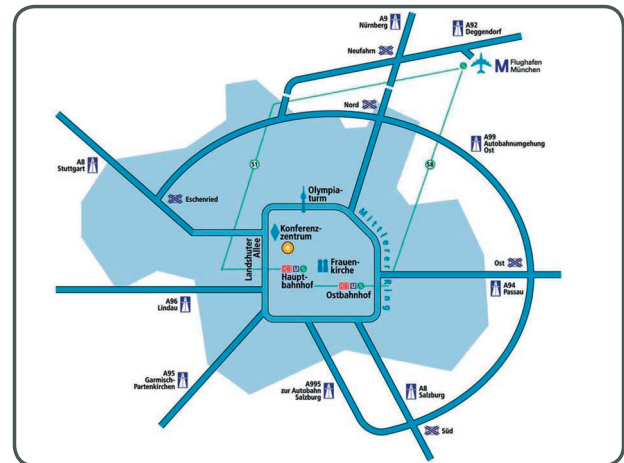 A9
Nürnberg
A92
Deggendorf
Neufahrn
M Flughafen
München
Nord
A99
Autobahnumgehung
Ost
A8
Stuttgart
S1
S8
Eschenried
Olympia-
turm
Mittlerer Ring
Konferenz-
zentrum
Landshuter
Allee
Frauen-
kirche
Ost
DB U S
Haupt-
bahnhof
DB U S
Ostbahnhof
A94
Passau
A96
Lindau
A95
Garmisch-
Partenkirchen
A995
zur Autobahn
Salzburg
A8
Salzburg
Süd